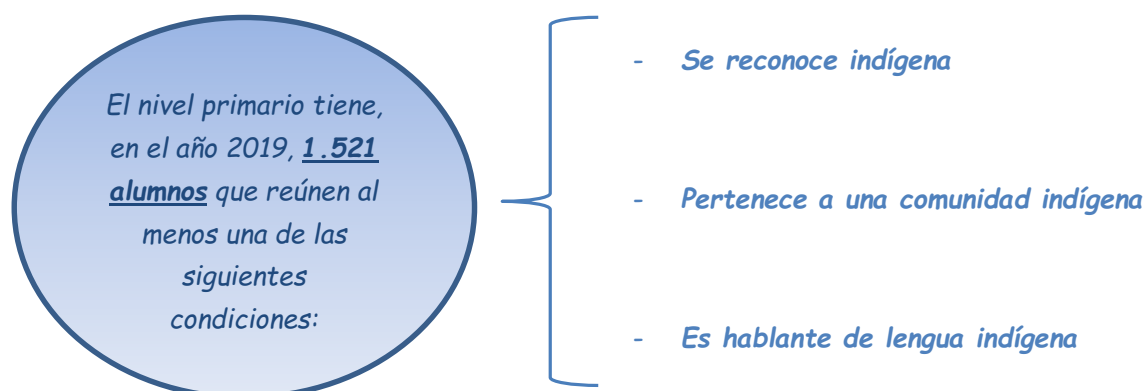 El nivel primario tiene,
en el año 2019, 1.521
alumnos que reúnen al
menos una de las
siguientes
condiciones:
- Se reconoce indígena
- Pertenece a una comunidad indígena
- Es hablante de lengua indígena